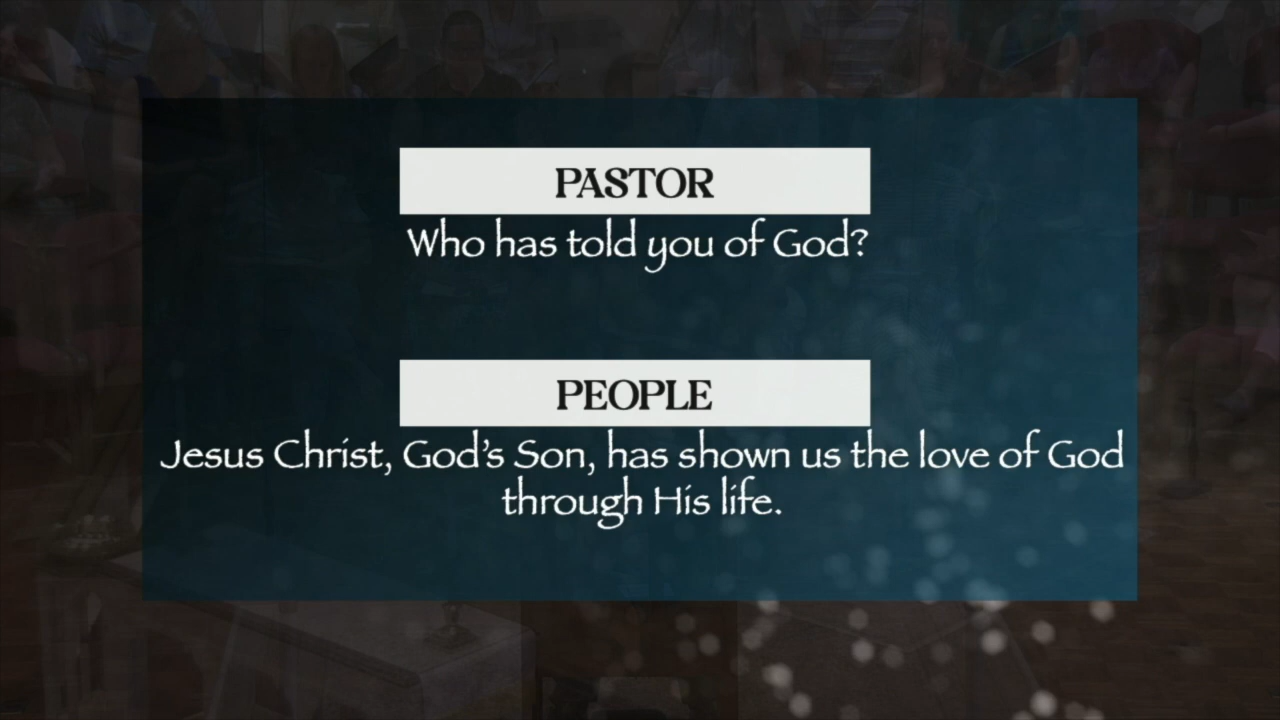 PASTOR
Who has told you of God?
PEOPLE
Jesus Christ, God's Son, has shown us the love of God
through His life.